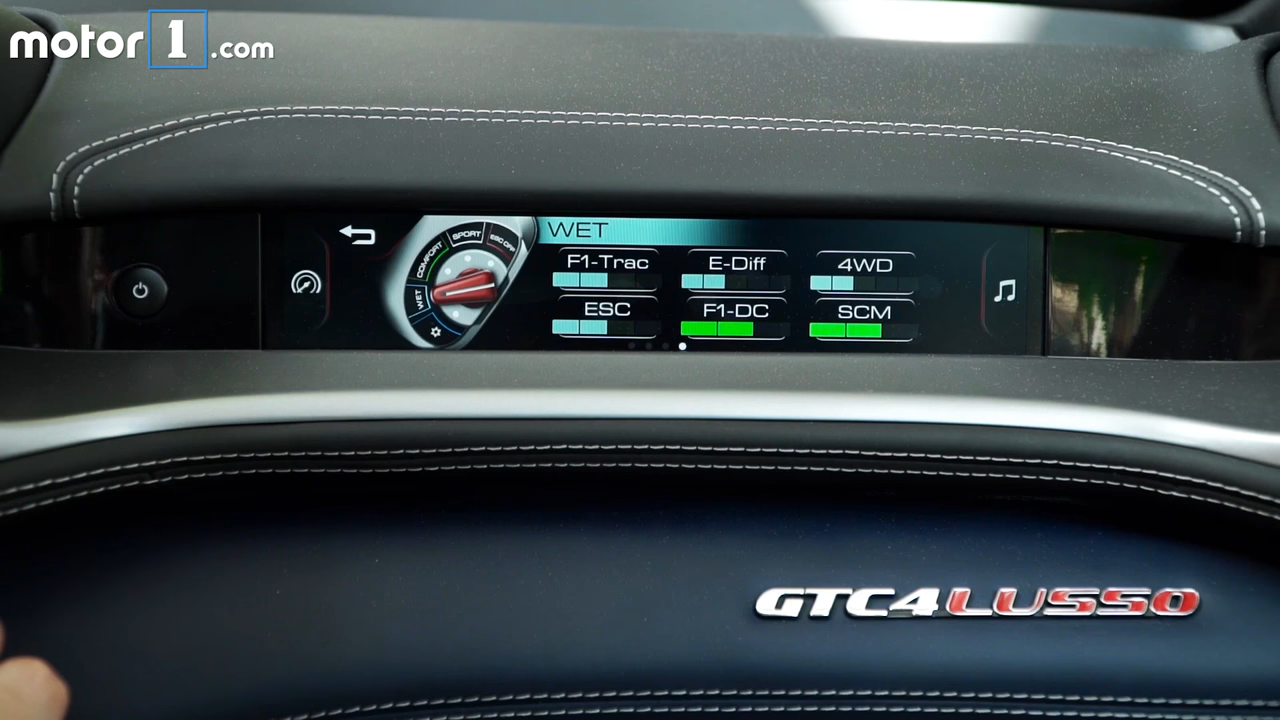 motor1.com
WET
SPORT
ESC OFF
COMFORT
WET
F1-Trac
E-Diff
4WD
ESC
F1-DC
SCM
GTC4LUSSO